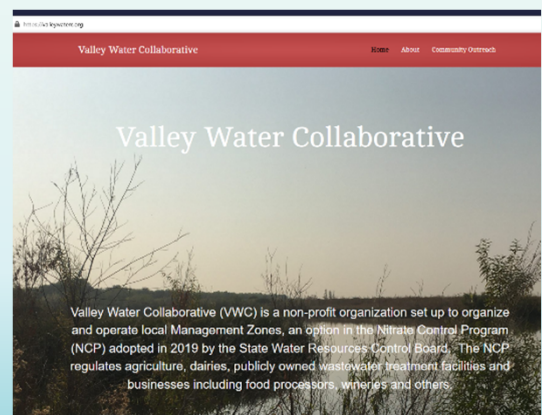 https://valleywaters.org
Valley Water Collaborative
Home About Community Outreach
Valley Water Collaborative
Valley Water Collaborative (VWC) is a non-profit organization set up to organize
and operate local Management Zones, an option in the Nitrate Control Program
(NCP) adopted in 2019 by the State Water Resources Control Board. The NCP
regulates agriculture, dairies, publicly owned wastewater treatment facilities and
businesses including food processors, wineries and others.